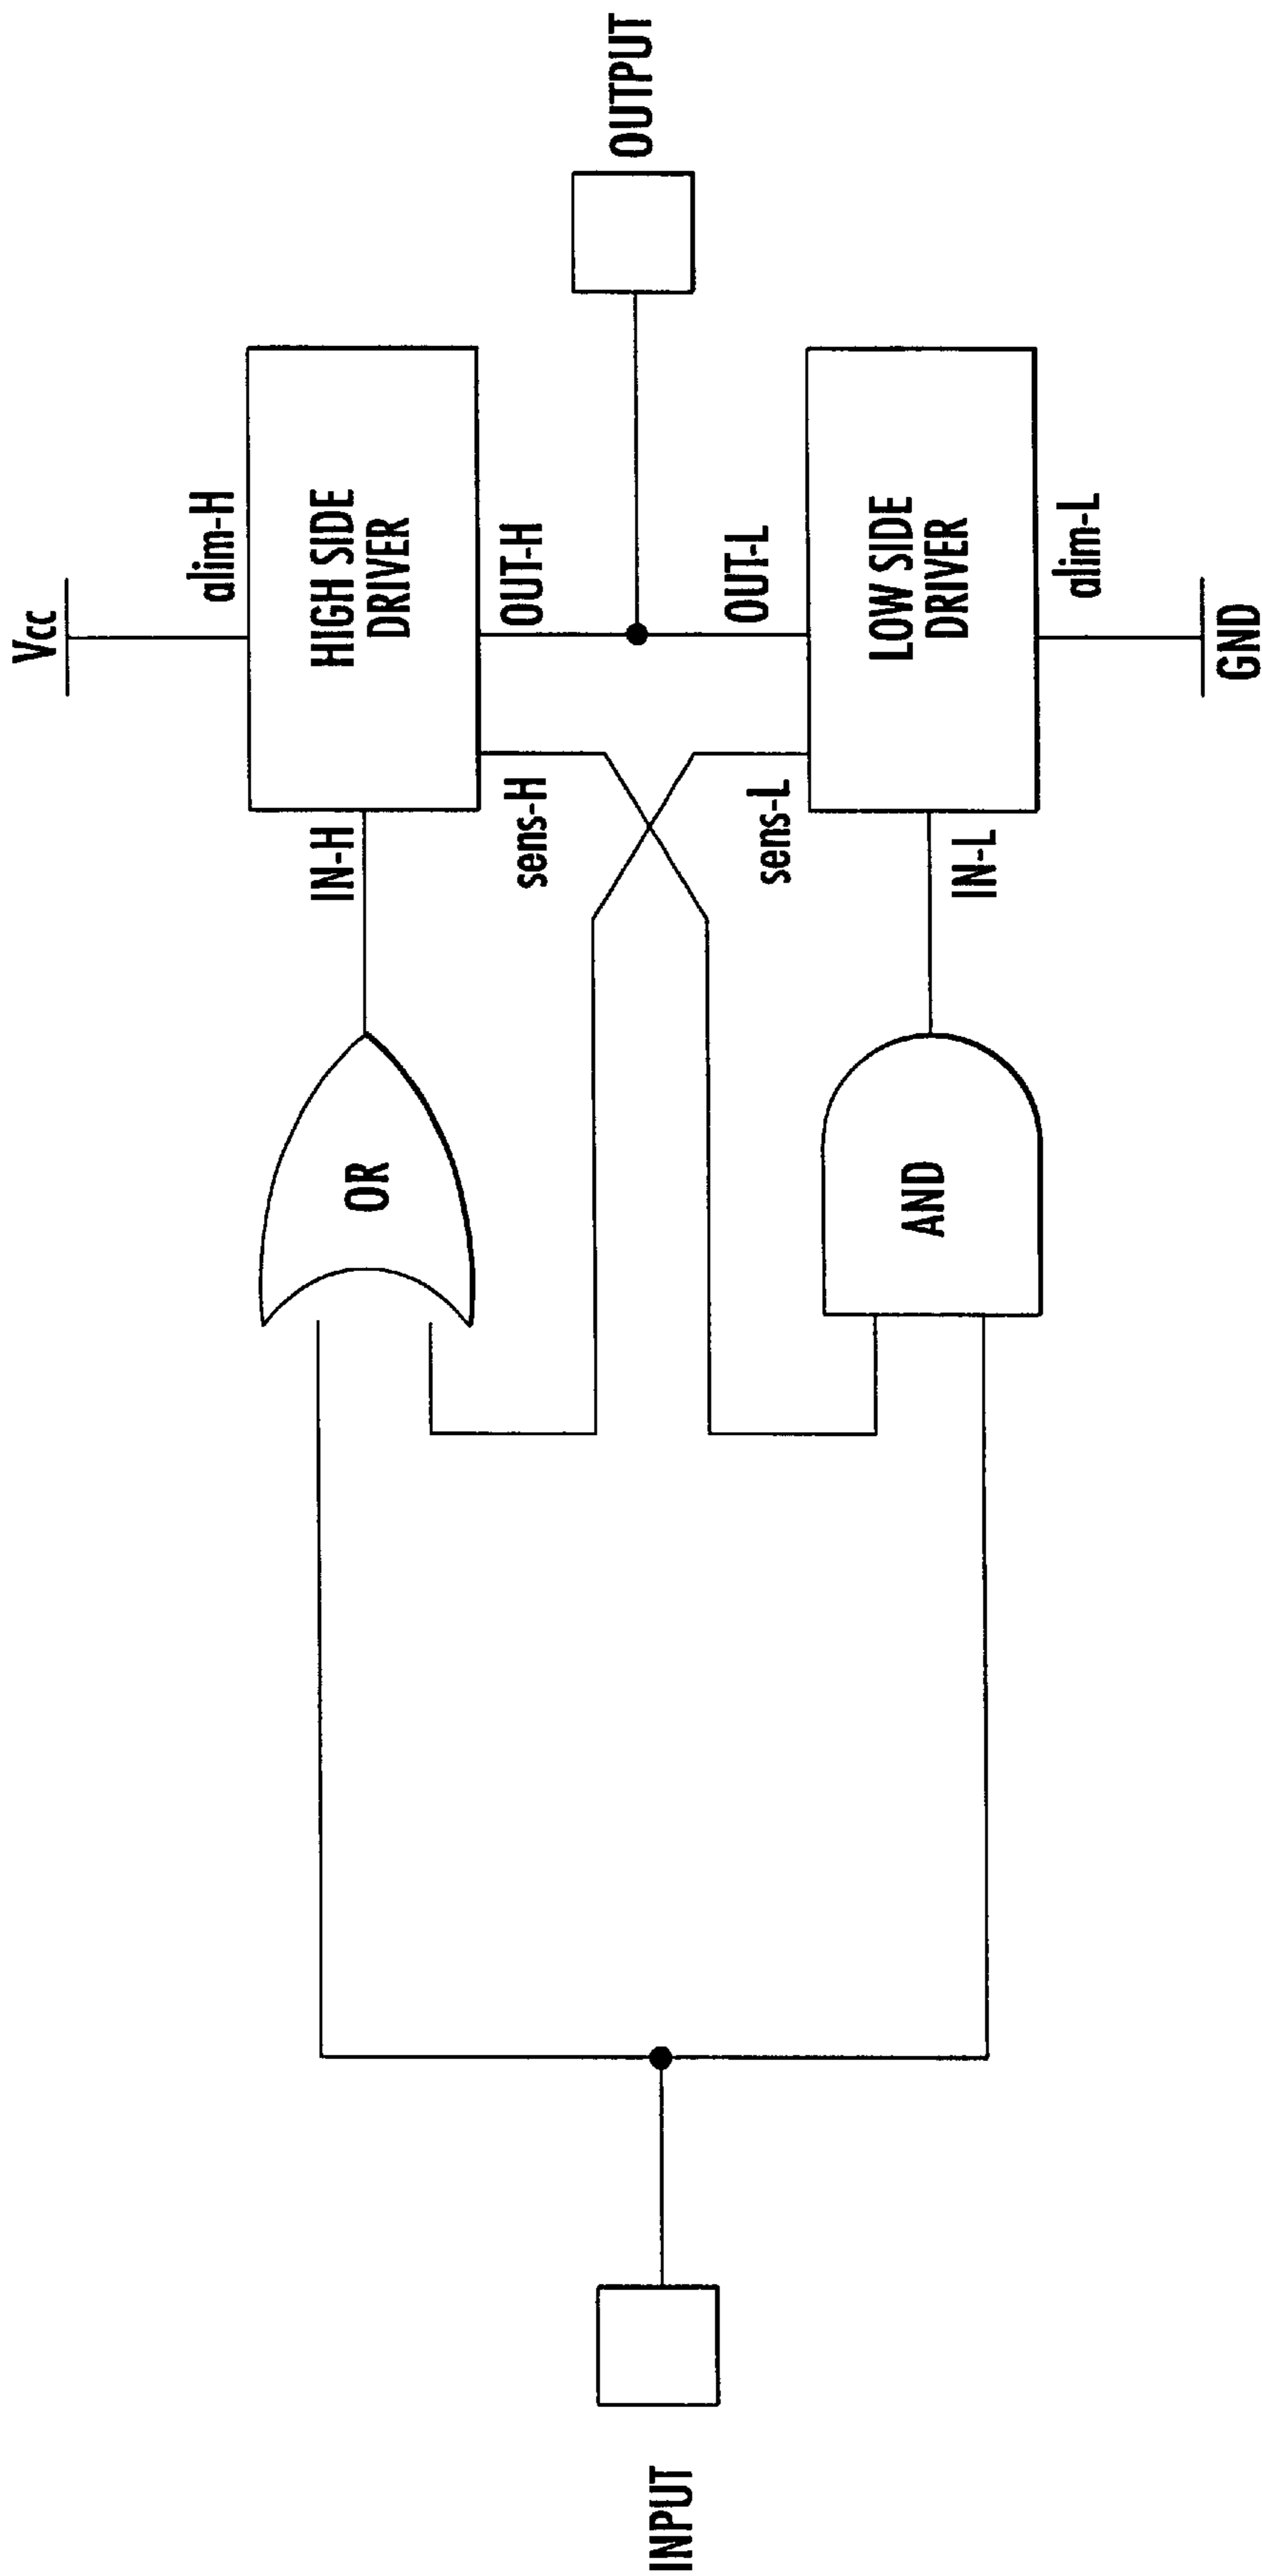 Vcc
alim-H
HIGH SIDE
DRIVER
IN-H
OUT-H
sens-H
OR
INPUT
OUTPUT
OUT-L
sens-L
LOW SIDE
DRIVER
IN-L
AND
alim-L
GND